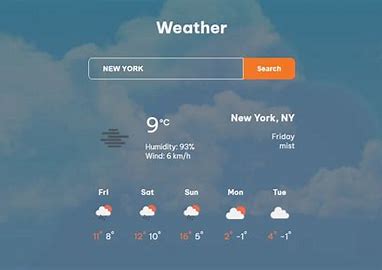 Weather
NEW YORK
Search
9 °C
Humidity: 93%
Wind: 6 km/h
New York, NY
Friday
mist
Fri Sat Sun Mon Tue
11° 8° 12° 10° 16° 5° 2° -1° 4° -1°